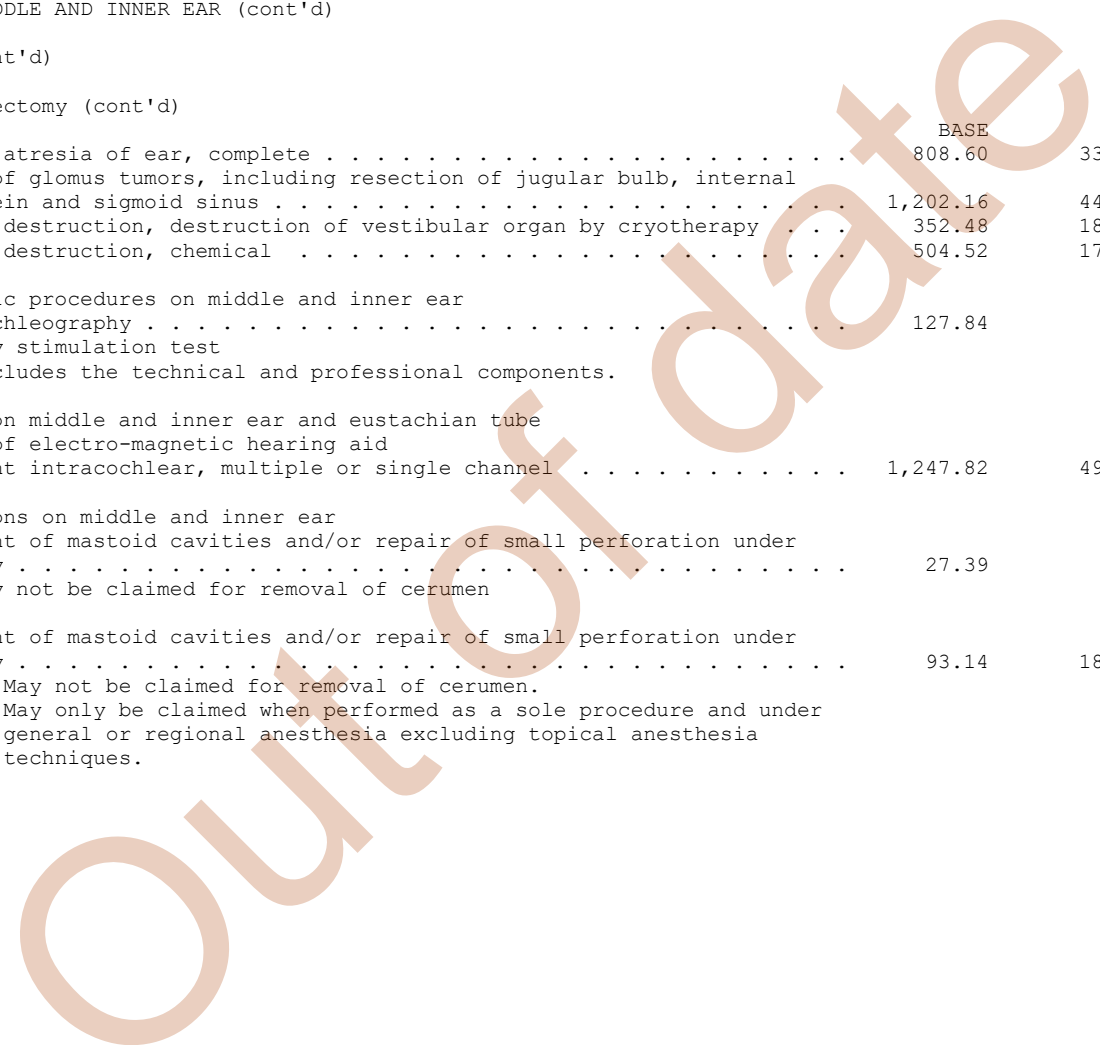 DDLE AND INNER EAR (cont'd)
nt'd)
ectomy (cont'd)
BASE
atresia of ear, complete . . . . . . . . . . . . . . . . . . . . . 808.60 33
of glomus tumors, including resection of jugular bulb, internal
ein and sigmoid sinus . . . . . . . . . . . . . . . . . . . . . . . 1,202.16 44
destruction, destruction of vestibular organ by cryotherapy . . . 352.48 18
destruction, chemical . . . . . . . . . . . . . . . . . . . . . . 504.52 17
ic procedures on middle and inner ear
chleography . . . . . . . . . . . . . . . . . . . . . . . . . . . . 127.84
y stimulation test
cludes the technical and professional components.
on middle and inner ear and eustachian tube
of electro-magnetic hearing aid
nt intracochlear, multiple or single channel . . . . . . . . . . . 1,247.82 49
ons on middle and inner ear
nt of mastoid cavities and/or repair of small perforation under
y . . . . . . . . . . . . . . . . . . . . . . . . . . . . . . . . . 27.39
y not be claimed for removal of cerumen
nt of mastoid cavities and/or repair of small perforation under
y . . . . . . . . . . . . . . . . . . . . . . . . . . . . . . . . . 93.14 18
May not be claimed for removal of cerumen.
May only be claimed when performed as a sole procedure and under
general or regional anesthesia excluding topical anesthesia
techniques.
Out of date